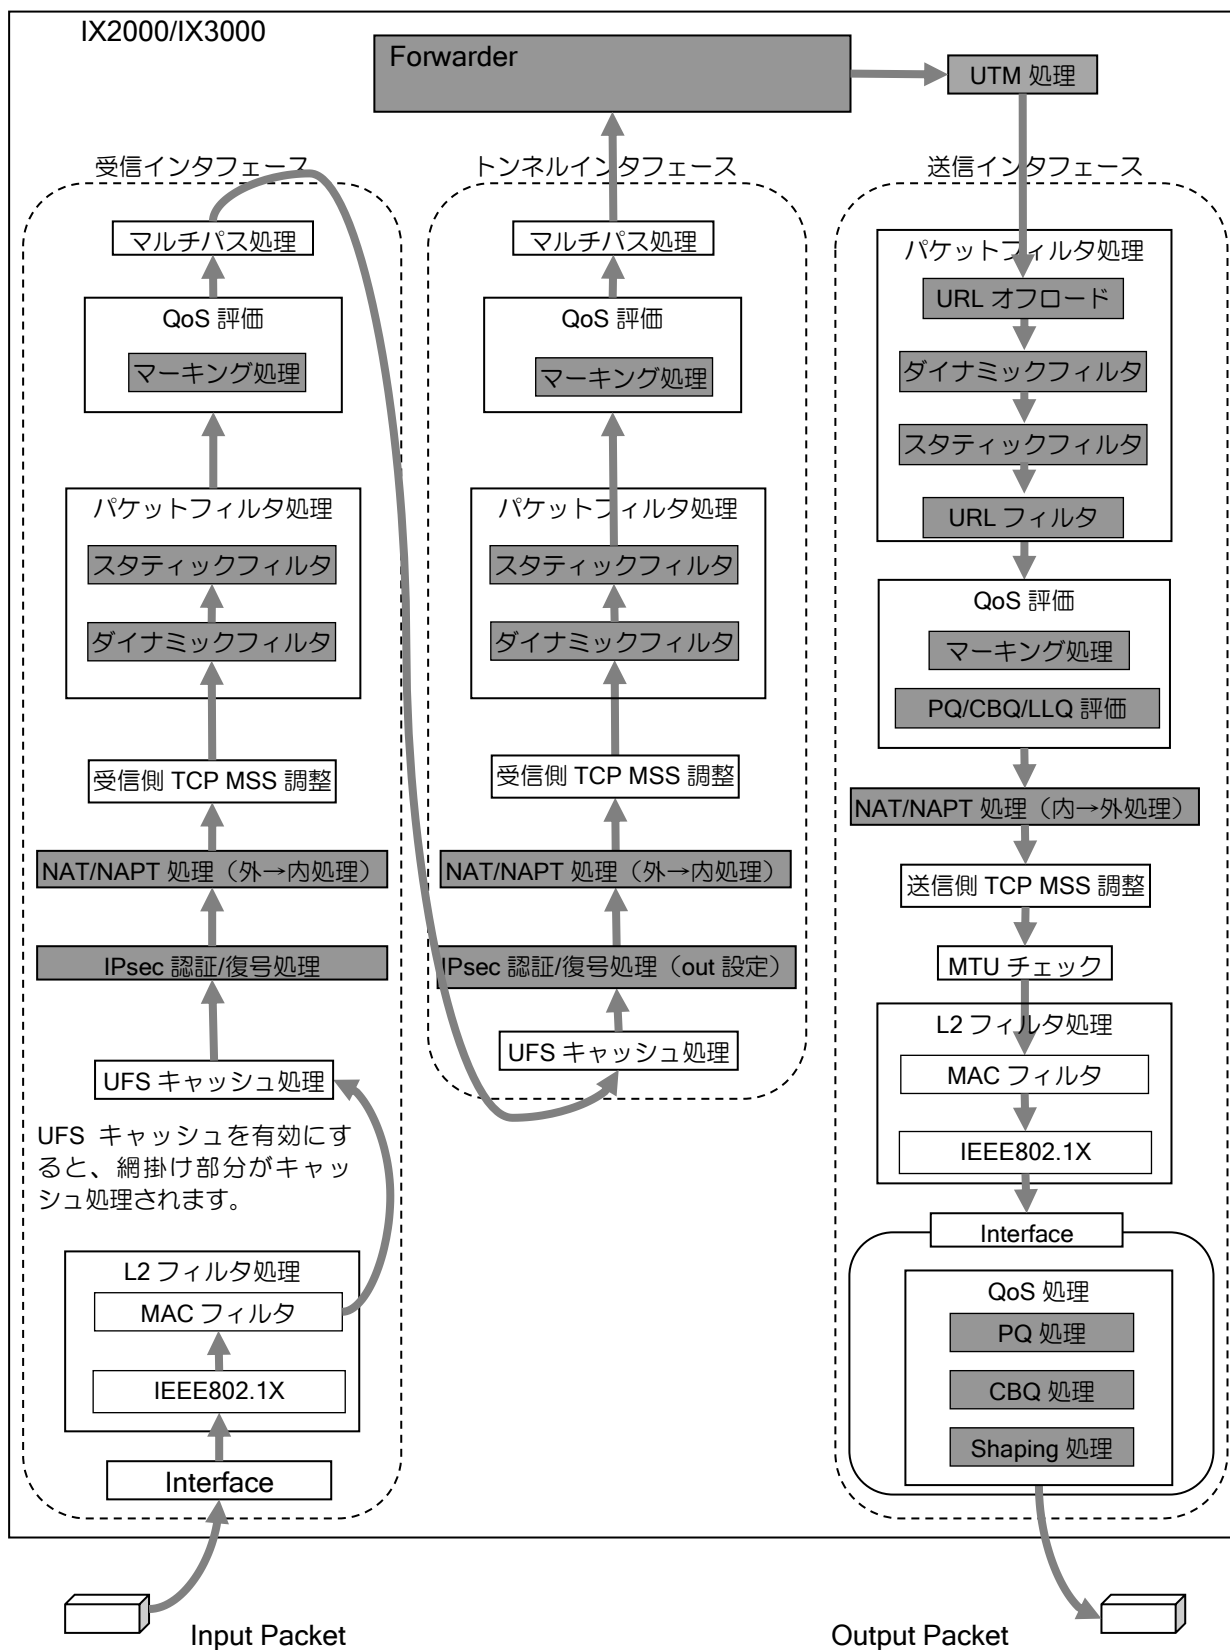 IX2000/IX3000
Forwarder
UTM 処理
受信インタフェース
マルチパス処理
QoS 評価
マーキング処理
パケットフィルタ処理
スタティックフィルタ
ダイナミックフィルタ
受信側 TCP MSS 調整
NAT/NAPT 処理（外→内処理）
IPsec 認証/復号処理
UFS キャッシュ処理
UFS キャッシュを有効にす
ると、網掛け部分がキャッ
シュ処理されます。
L2 フィルタ処理
MAC フィルタ
IEEE802.1X
Interface
Input Packet
トンネルインタフェース
マルチパス処理
QoS 評価
マーキング処理
パケットフィルタ処理
スタティックフィルタ
ダイナミックフィルタ
受信側 TCP MSS 調整
NAT/NAPT 処理（外→内処理）
IPsec 認証/復号処理（out 設定）
UFS キャッシュ処理
送信インタフェース
パケットフィルタ処理
URL オフロード
ダイナミックフィルタ
スタティックフィルタ
URL フィルタ
QoS 評価
マーキング処理
PQ/CBQ/LLQ 評価
NAT/NAPT 処理（内→外処理）
送信側 TCP MSS 調整
MTU チェック
L2 フィルタ処理
MAC フィルタ
IEEE802.1X
Interface
QoS 処理
PQ 処理
CBQ 処理
Shaping 処理
Output Packet